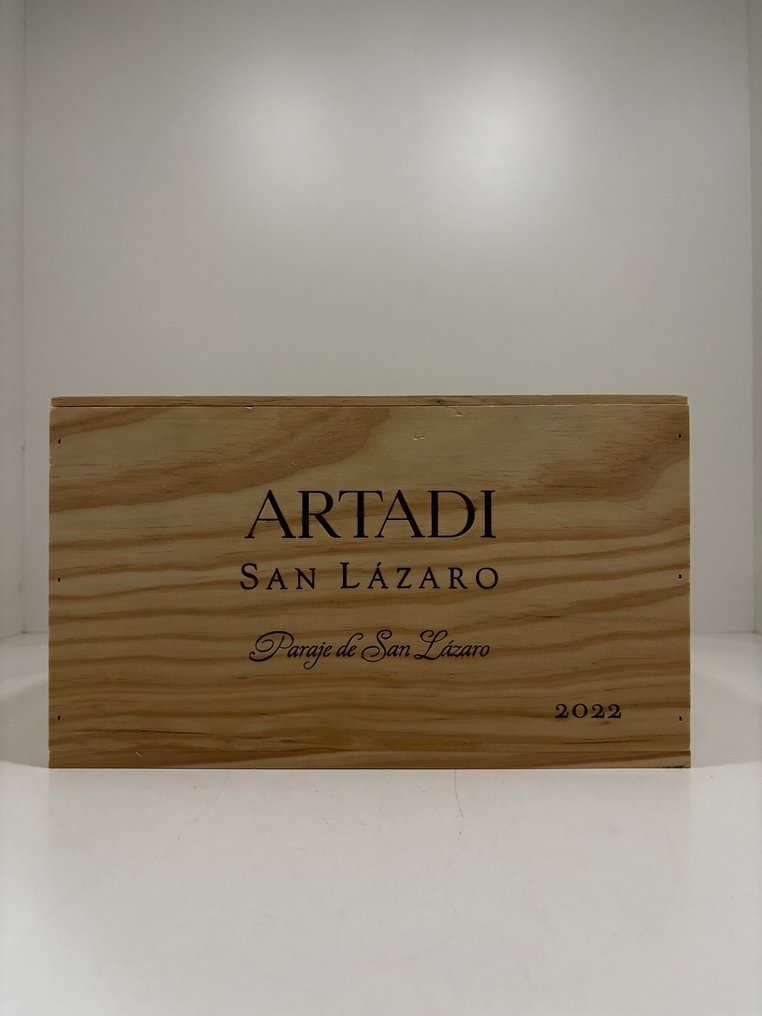 ARTADI
SAN LÁZARO
Paraje de San Lázaro
2022